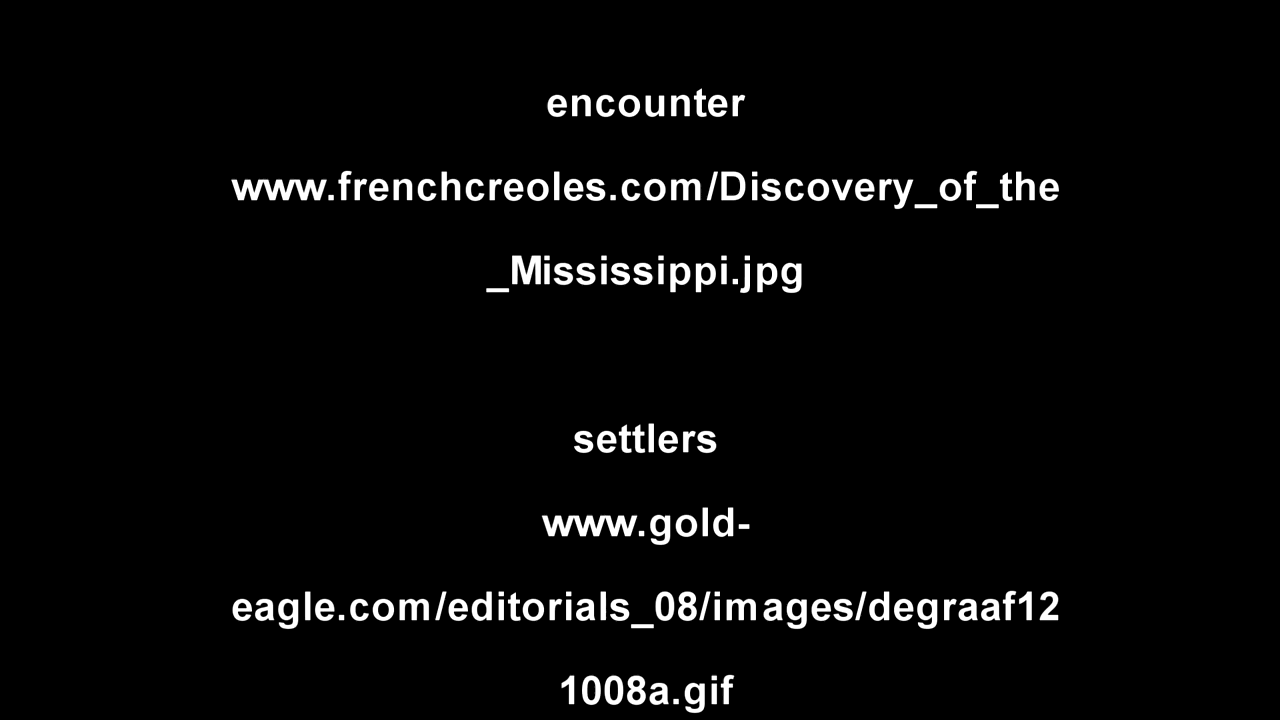 encounter
www.frenchcreoles.com/Discovery_of_the
_Mississippi.jpg
settlers
www.gold-
eagle.com/editorials_08/images/degraaf12
1008a.gif